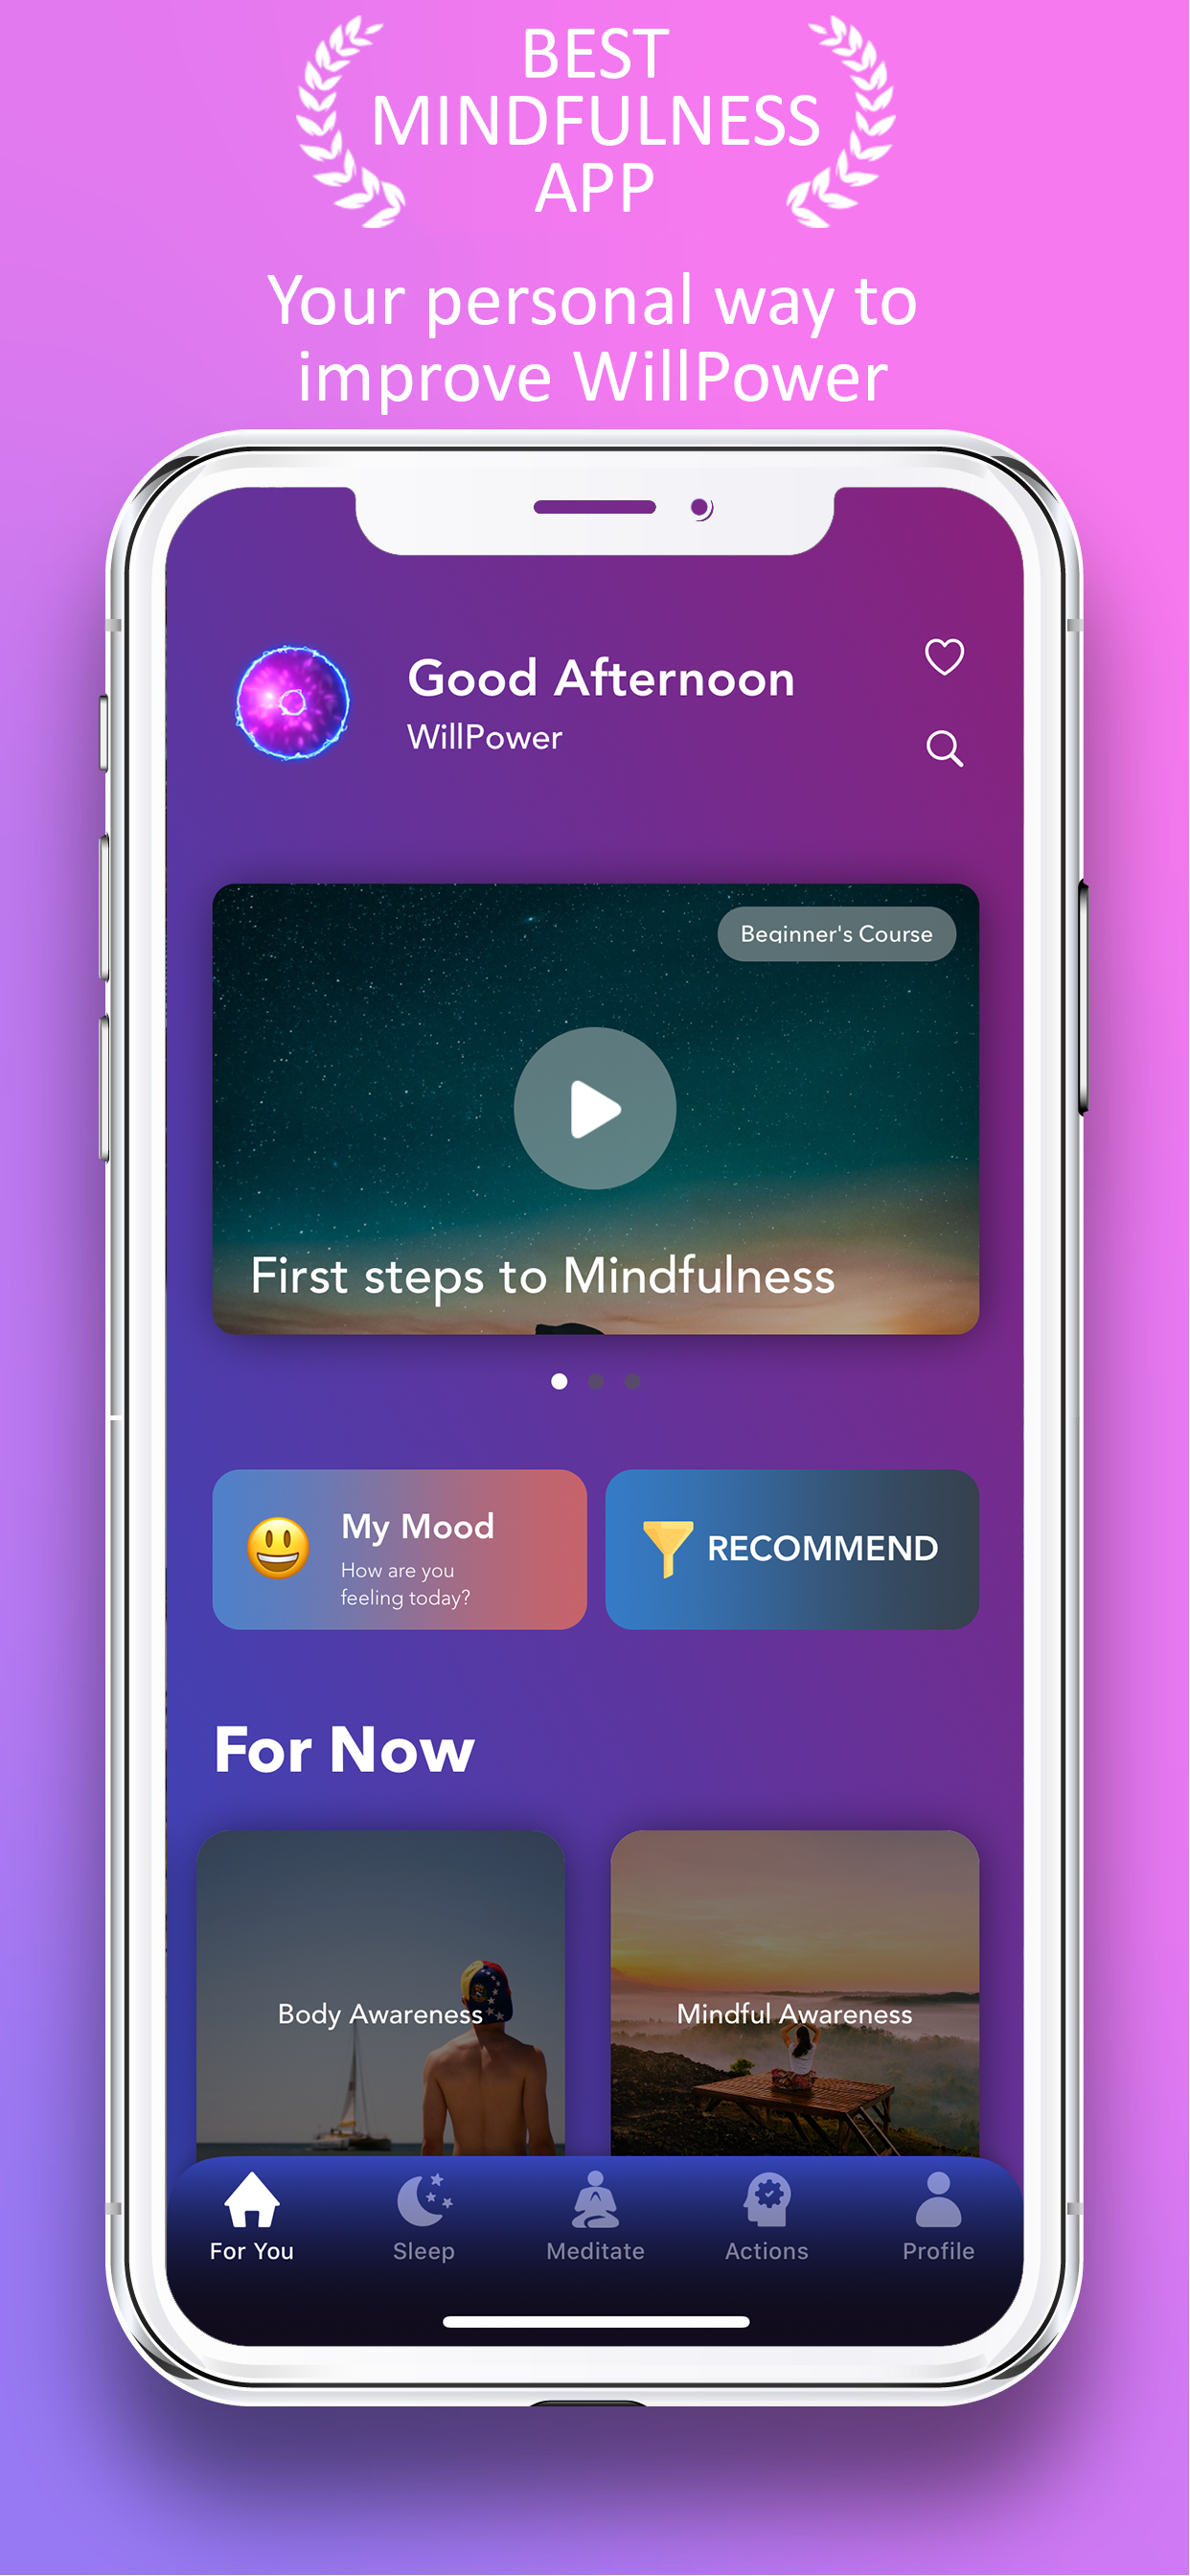 BEST
MINDFULNESS
APP
Your personal way to
improve WillPower
Good Afternoon
WillPower
Beginner's Course
First steps to Mindfulness
My Mood
How are you
feeling today?
RECOMMEND
For Now
Body Awareness
Mindful Awareness
For You
Sleep
Meditate
Actions
Profile